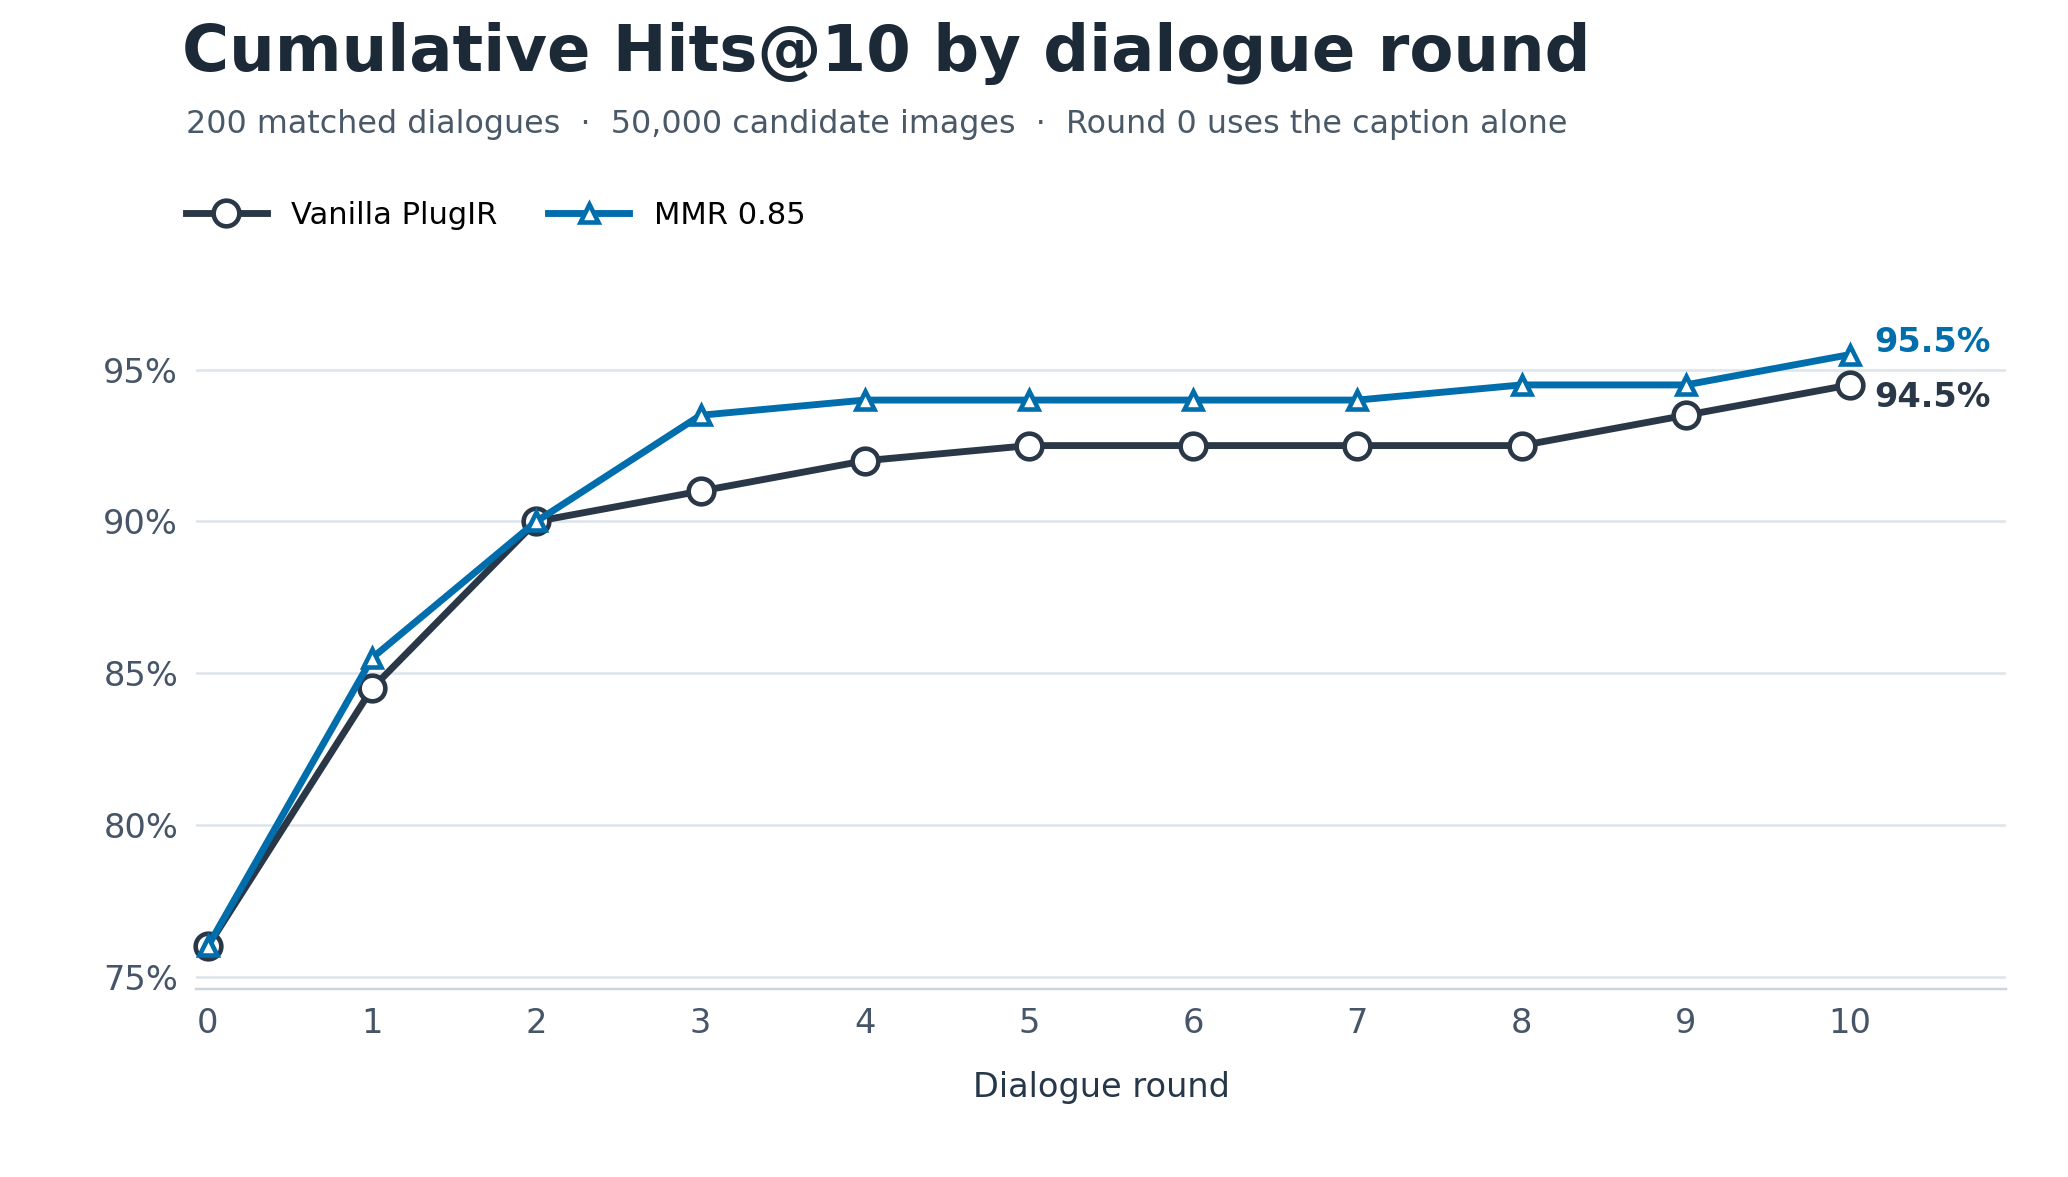 Cumulative Hits@10 by dialogue round
200 matched dialogues · 50,000 candidate images · Round 0 uses the caption alone
Vanilla PlugIR MMR 0.85
95.5%
95%
94.5%
90%
85%
80%
75%
0 1 2 3 4 5 6 7 8 9 10
Dialogue round